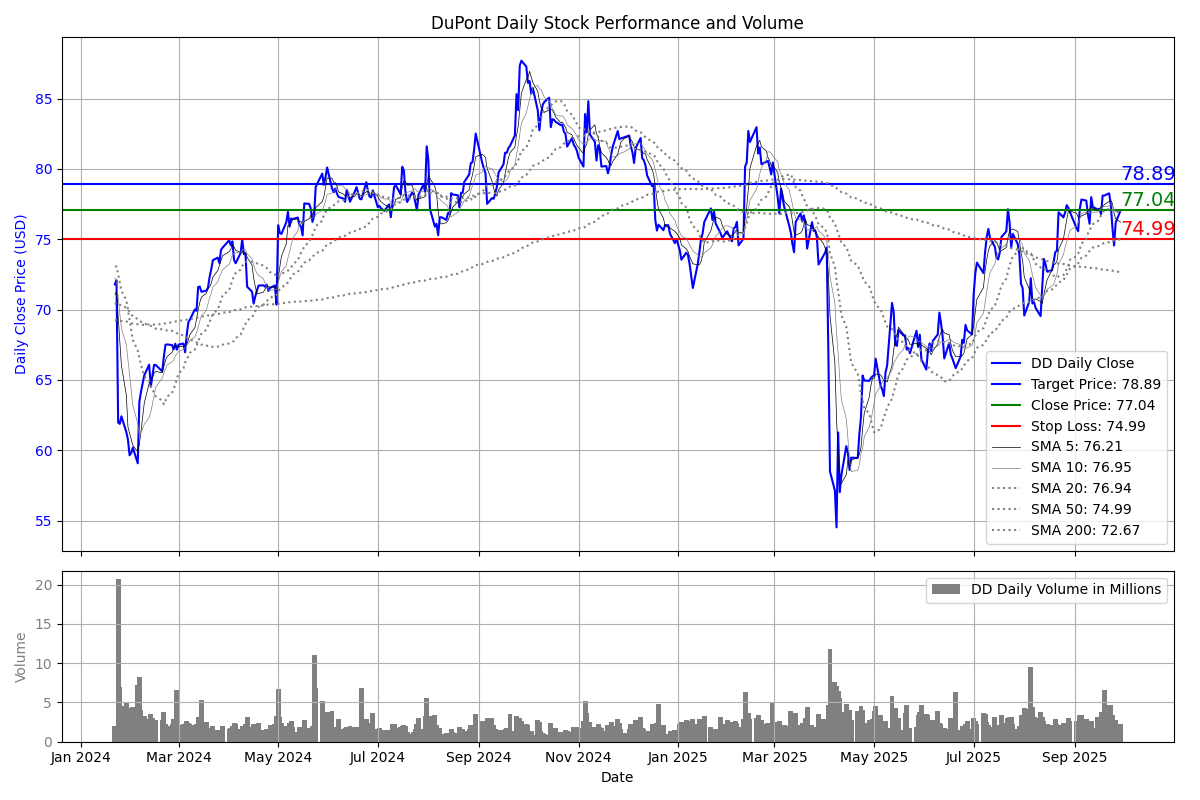 DuPont Daily Stock Performance and Volume
Daily Close Price (USD)
85
80
75
70
65
60
55
78.89
77.04
74.99
DD Daily Close
Target Price: 78.89
Close Price: 77.04
Stop Loss: 74.99
SMA 5: 76.21
SMA 10: 76.95
SMA 20: 76.94
SMA 50: 74.99
SMA 200: 72.67
Volume
20
15
10
5
0
DD Daily Volume in Millions
Jan 2024 Mar 2024 May 2024 Jul 2024 Sep 2024 Nov 2024 Jan 2025 Mar 2025 May 2025 Jul 2025 Sep 2025
Date